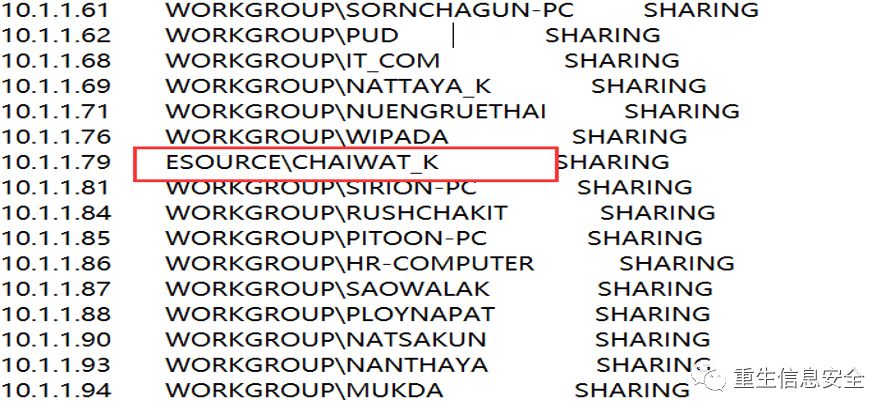 10.1.1.61 WORKGROUP\SORNCHAGUN-PC SHARING
10.1.1.62 WORKGROUP\PUD SHARING
10.1.1.68 WORKGROUP\IT_COM SHARING
10.1.1.69 WORKGROUP\NATTAYA_K SHARING
10.1.1.71 WORKGROUP\NUENGRUETHAI SHARING
10.1.1.76 WORKGROUP\WIPADA SHARING
10.1.1.79 ESOURCE\CHAIWAT_K SHARING
10.1.1.81 WORKGROUP\SIRION-PC SHARING
10.1.1.84 WORKGROUP\RUSHCHAKIT SHARING
10.1.1.85 WORKGROUP\PITOON-PC SHARING
10.1.1.86 WORKGROUP\HR-COMPUTER SHARING
10.1.1.87 WORKGROUP\SAOWALAK SHARING
10.1.1.88 WORKGROUP\PLOYNAPAT SHARING
10.1.1.90 WORKGROUP\NATSAKUN SHARING
10.1.1.93 WORKGROUP\NANTHAYA SHARING
10.1.1.94 WORKGROUP\MUKDA SHARING
重生信息安全